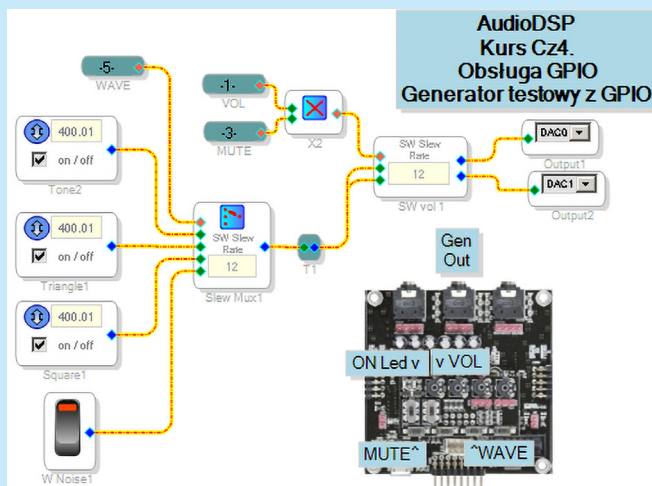 AudioDSP
Kurs Cz4.
Obsługa GPIO
Generator testowy z GPIO
-5-
WAVE
-1-
VOL
-3-
MUTE
X2
400.01
on / off
Tone2
400.01
on / off
Triangle1
400.01
on / off
Square1
W Noise1
SW Slew
Rate
12
Slew Mux1
T1
SW Slew
Rate
12
SW vol 1
DAC0
Output1
DAC1
Output2
Gen
Out
ON Led v
v VOL
MUTE^
^WAVE